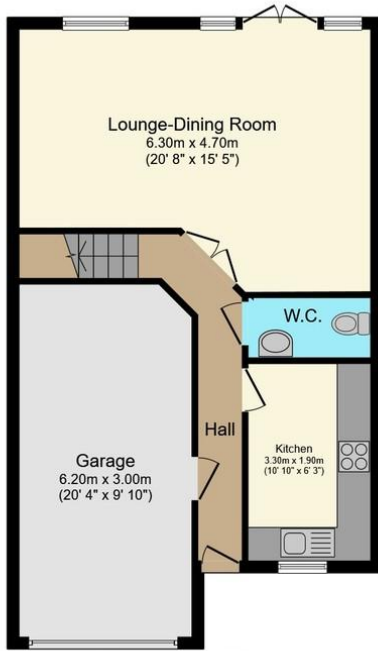 Lounge-Dining Room
6.30m x 4.70m
(20' 8" x 15' 5")
W.C.
Hall
Kitchen
3.30m x 1.90m
(10' 10" x 6' 3")
Garage
6.20m x 3.00m
(20' 4" x 9' 10")